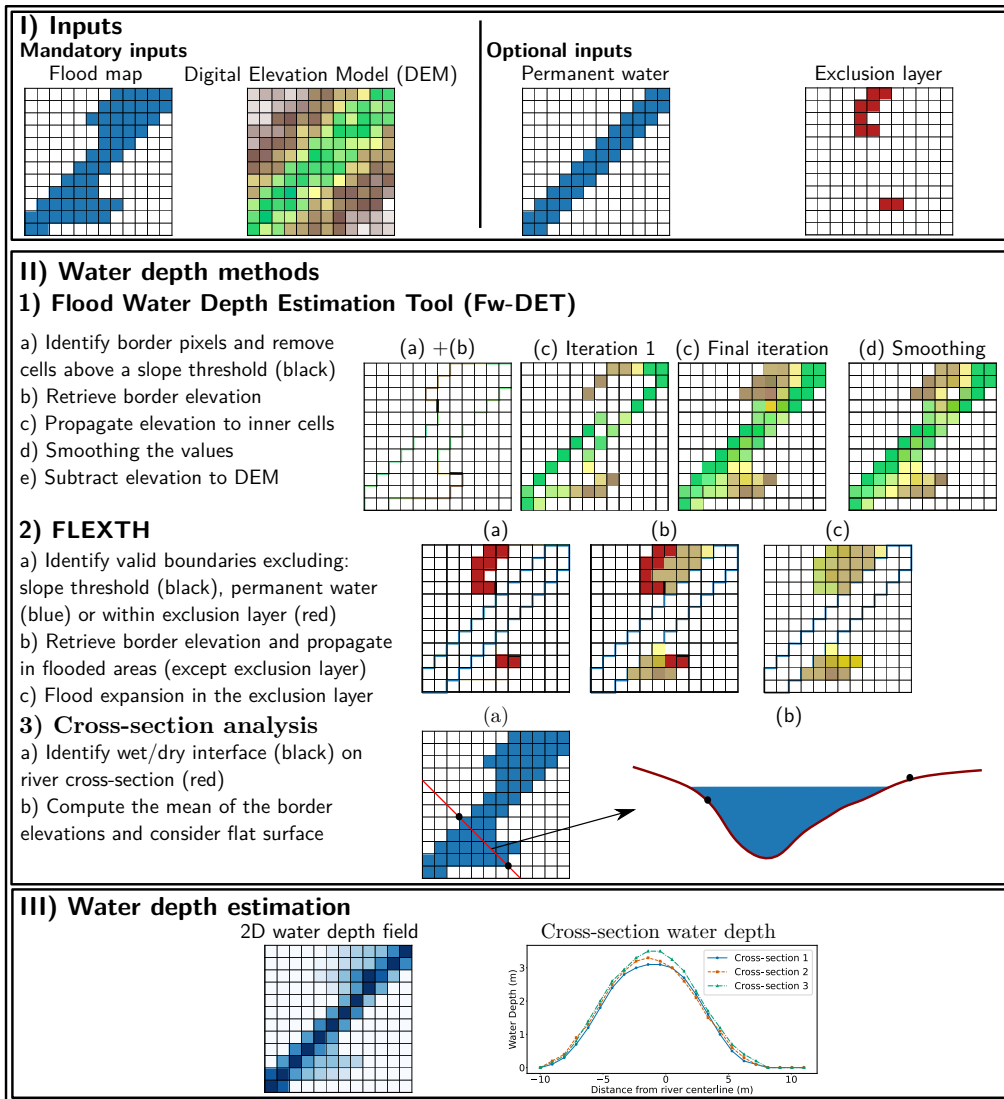 I) Inputs
Mandatory inputs
Optional inputs
Flood map
Digital Elevation Model (DEM)
Permanent water
Exclusion layer
II) Water depth methods
1) Flood Water Depth Estimation Tool (Fw-DET)
a) Identify border pixels and remove
cells above a slope threshold (black)
b) Retrieve border elevation
c) Propagate elevation to inner cells
d) Smoothing the values
e) Subtract elevation to DEM
(a) +(b)
(c) Iteration 1
(c) Final iteration
(d) Smoothing
2) FLEXTH
a) Identify valid boundaries excluding:
slope threshold (black), permanent water
(blue) or within exclusion layer (red)
b) Retrieve border elevation and propagate
in flooded areas (except exclusion layer)
c) Flood expansion in the exclusion layer
(a)
(b)
(c)
3) Cross-section analysis
a) Identify wet/dry interface (black) on
river cross-section (red)
b) Compute the mean of the border
elevations and consider flat surface
(a)
(b)
III) Water depth estimation
2D water depth field
Cross-section water depth
Cross-section 1
Cross-section 2
Cross-section 3
Water Depth (m)
3
2
1
0
−10
−5
0
5
10
Distance from river centerline (m)